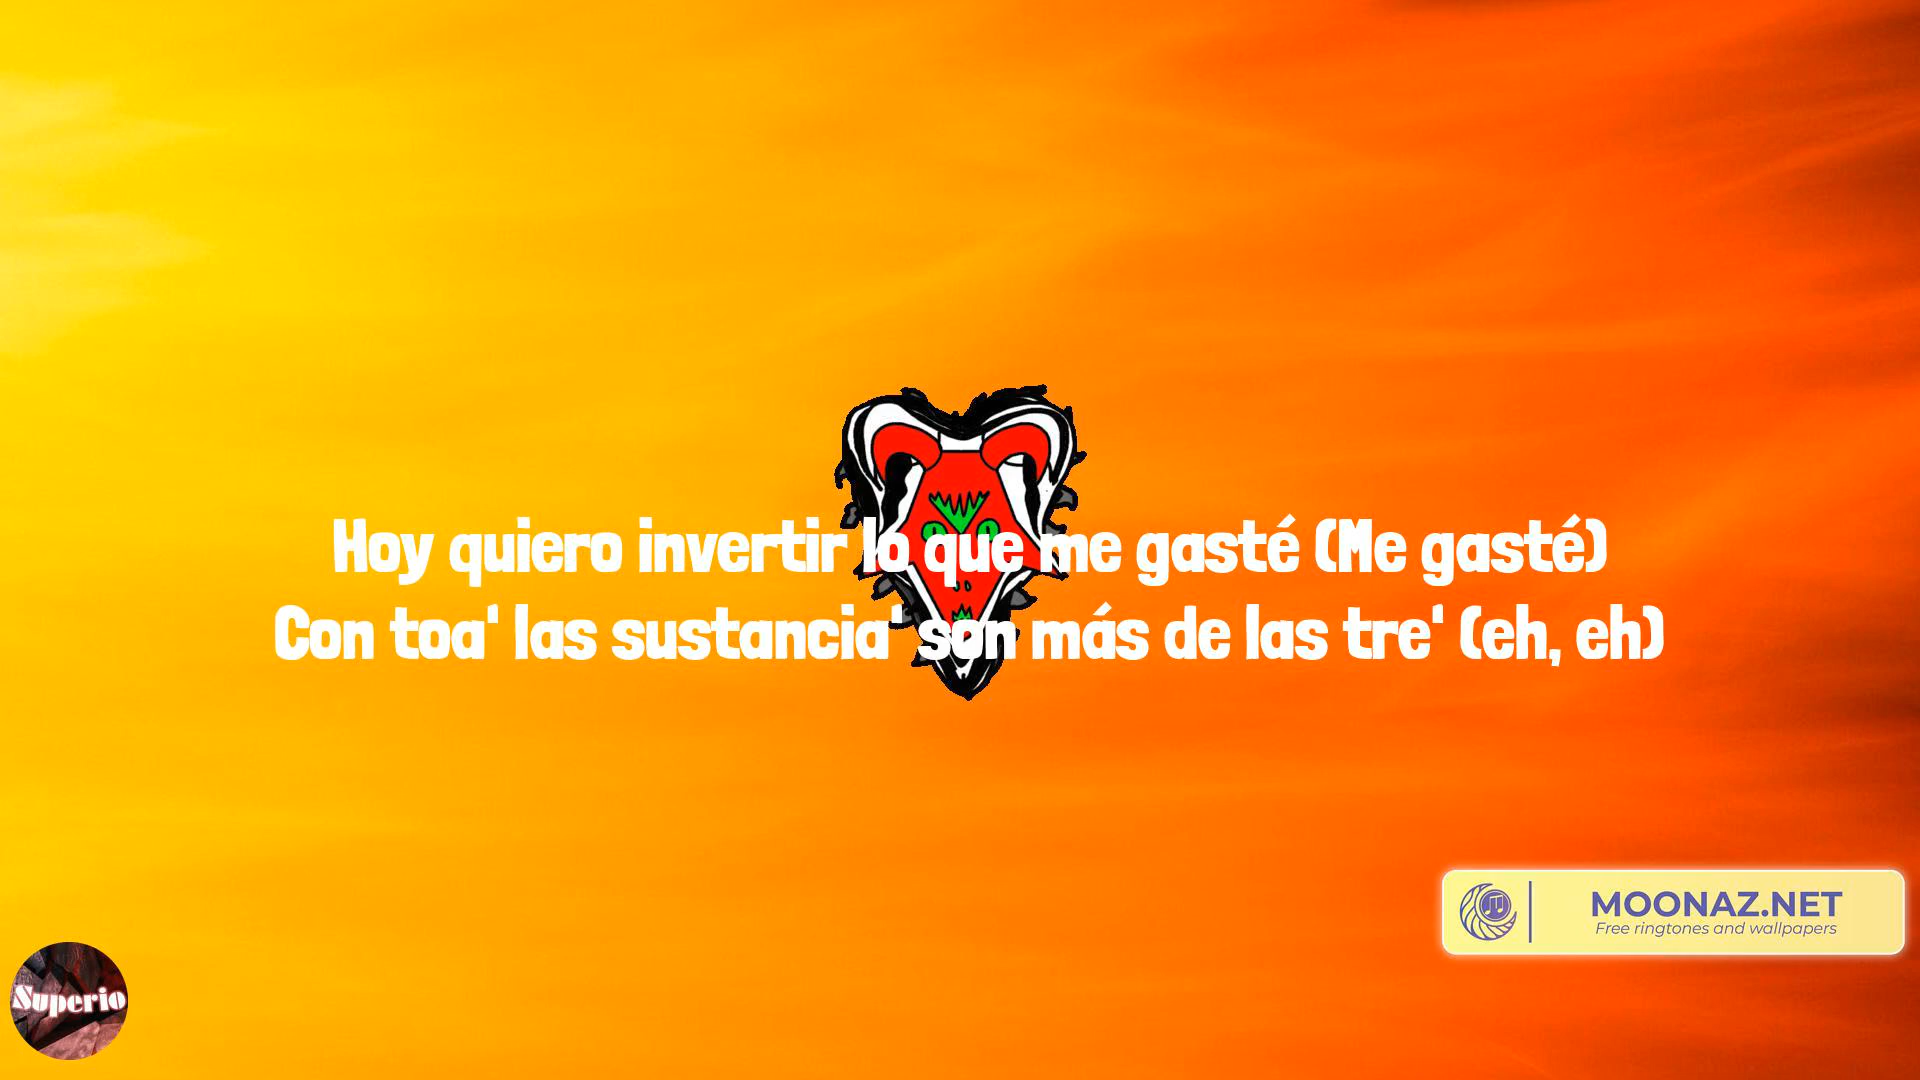 Hoy quiero invertir lo que me gasté (Me gasté)
Con toa' las sustancia' son más de las tre' (eh, eh)
MOONAZ.NET
Free ringtones and wallpapers
Superio